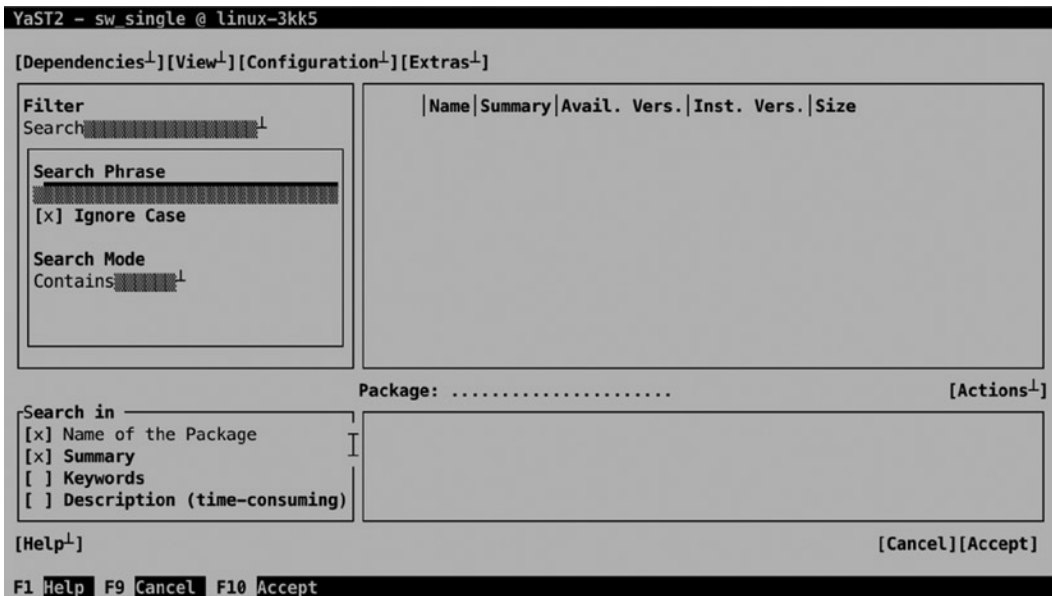 YaST2 - sw_single @ linux-3kk5
[Dependencies┴][View┴][Configuration┴][Extras┴]
Filter
Search┴
Search Phrase
[x] Ignore Case
Search Mode
Contains┴
|Name|Summary|Avail. Vers.|Inst. Vers.|Size
Package: ...................... [Actions┴]
Search in
[x] Name of the Package
[x] Summary
[ ] Keywords
[ ] Description (time-consuming)
[Help┴] [Cancel][Accept]
F1 Help F9 Cancel F10 Accept